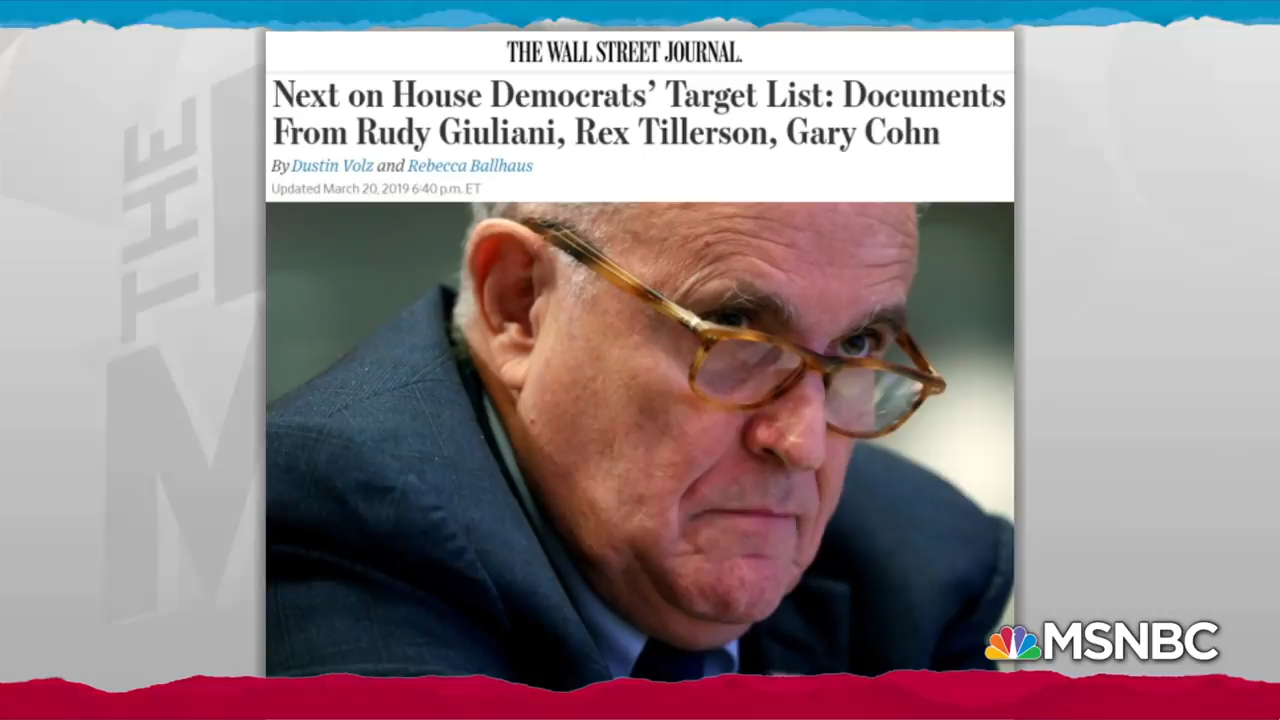 THE WALL STREET JOURNAL.
Next on House Democrats' Target List: Documents
From Rudy Giuliani, Rex Tillerson, Gary Cohn
By Dustin Volz and Rebecca Ballhaus
Updated March 20, 2019 6:40 p.m. ET
THE
M
MSNBC